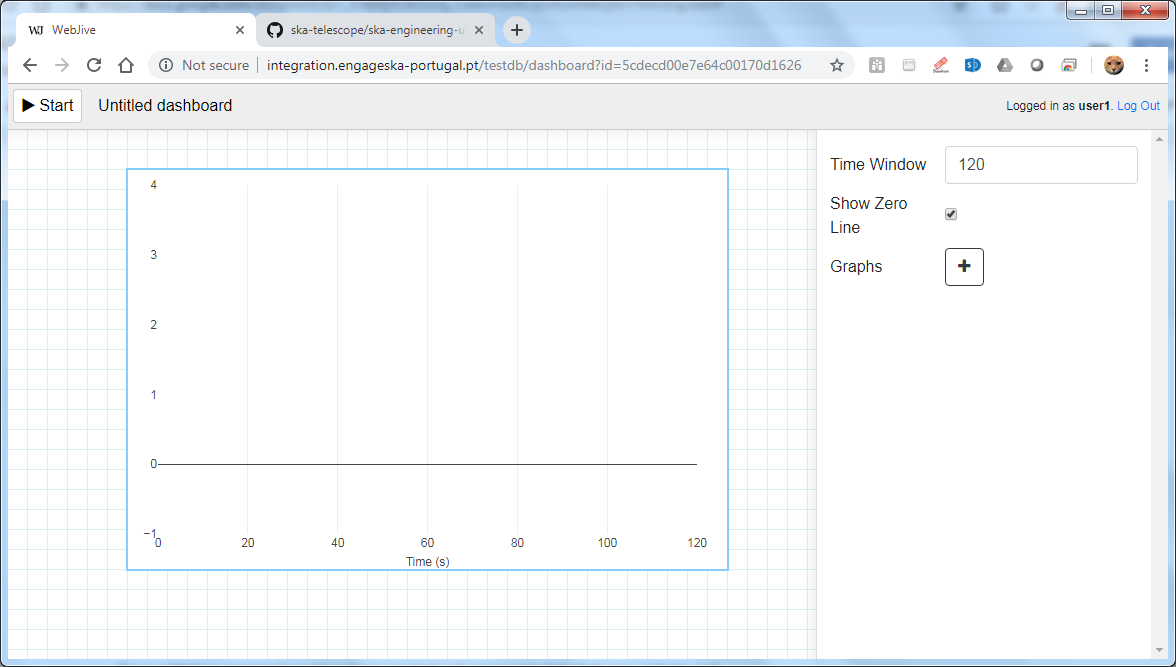 WJ WebJive
ska-telescope/ska-engineering-u
Not secure | integration.engageska-portugal.pt/testdb/dashboard?id=5cdecd00e7e64c00170d1626
Start Untitled dashboard Logged in as user1. Log Out
Time Window 120
Show Zero
Line
Graphs +
4
3
2
1
0
−1
0 20 40 60 80 100 120
Time (s)